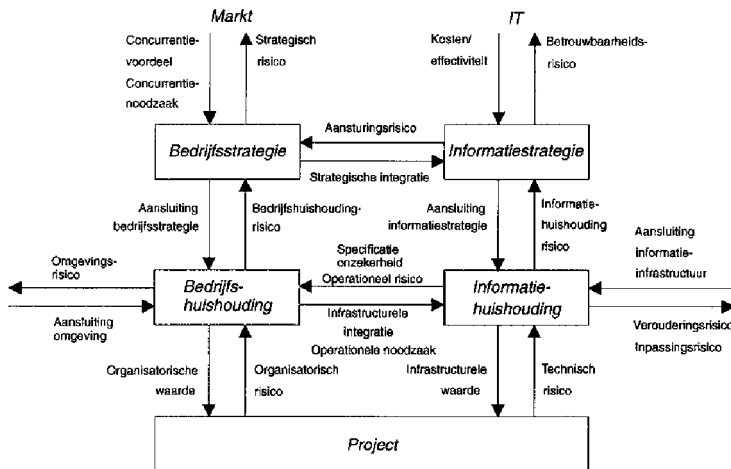 Markt
IT
Concurrentie-
voordeel
Concurrentie-
noodzaak
Strategisch
risico
Kosten/
effectiviteit
Betrouwbaarheids-
risico
Bedrijfsstrategie
Aansturingsrisico
Strategische integratie
Informatiestrategie
Aansluiting
bedrijfsstrategie
Bedrijfshuishouding-
risico
Aansluiting
informatiestrategie
Informatie-
huishouding
risico
Aansluiting
informatie-
infrastructuur
Omgevings-
risico
Aansluiting
omgeving
Bedrijfs-
huishouding
Specificatie
onzekerheid
Operationeel risico
Infrastructurele
integratie
Operationele noodzaak
Informatie-
huishouding
Verouderingsrisico
Inpassingsrisico
Organisatorische
waarde
Organisatorisch
risico
Infrastructurele
waarde
Technisch
risico
Project